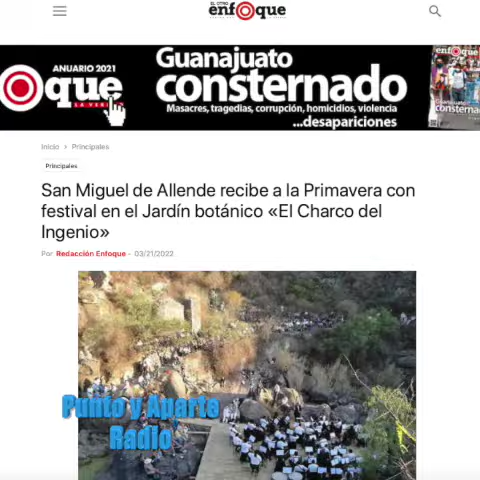 EL OTRO
enfoque
ANUARIO 2021
oque
LA VER
Guanajuato
consternado
Masacres, tragedias, corrupción, homicidios, violencia
...desapariciones
enfoque
Guanajuato
consternado
Inicio > Principales
Principales
San Miguel de Allende recibe a la Primavera con
festival en el Jardín botánico «El Charco del
Ingenio»
Por Redacción Enfoque - 03/21/2022
Punto y Aparte
Radio